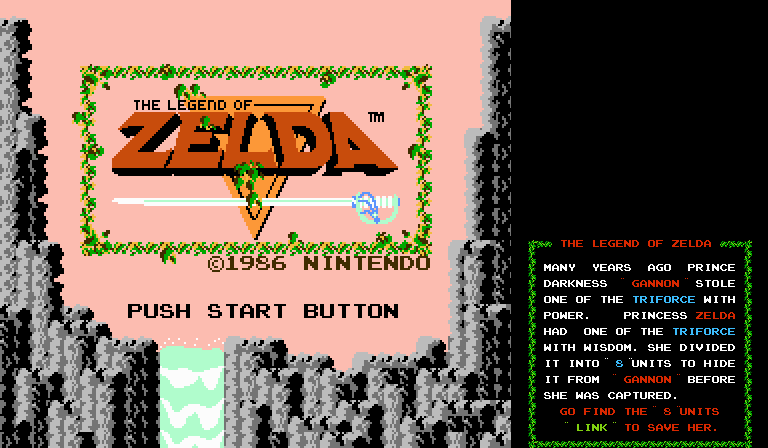 THE LEGEND OF
ZELDA TM
©1986 NINTENDO
PUSH START BUTTON
THE LEGEND OF ZELDA
MANY YEARS AGO PRINCE
DARKNESS " GANNON " STOLE
ONE OF THE TRIFORCE WITH
POWER. PRINCESS ZELDA
HAD ONE OF THE TRIFORCE
WITH WISDOM. SHE DIVIDED
IT INTO " 8 " UNITS TO HIDE
IT FROM " GANNON " BEFORE
SHE WAS CAPTURED.
GO FIND THE " 8 " UNITS
" LINK " TO SAVE HER.